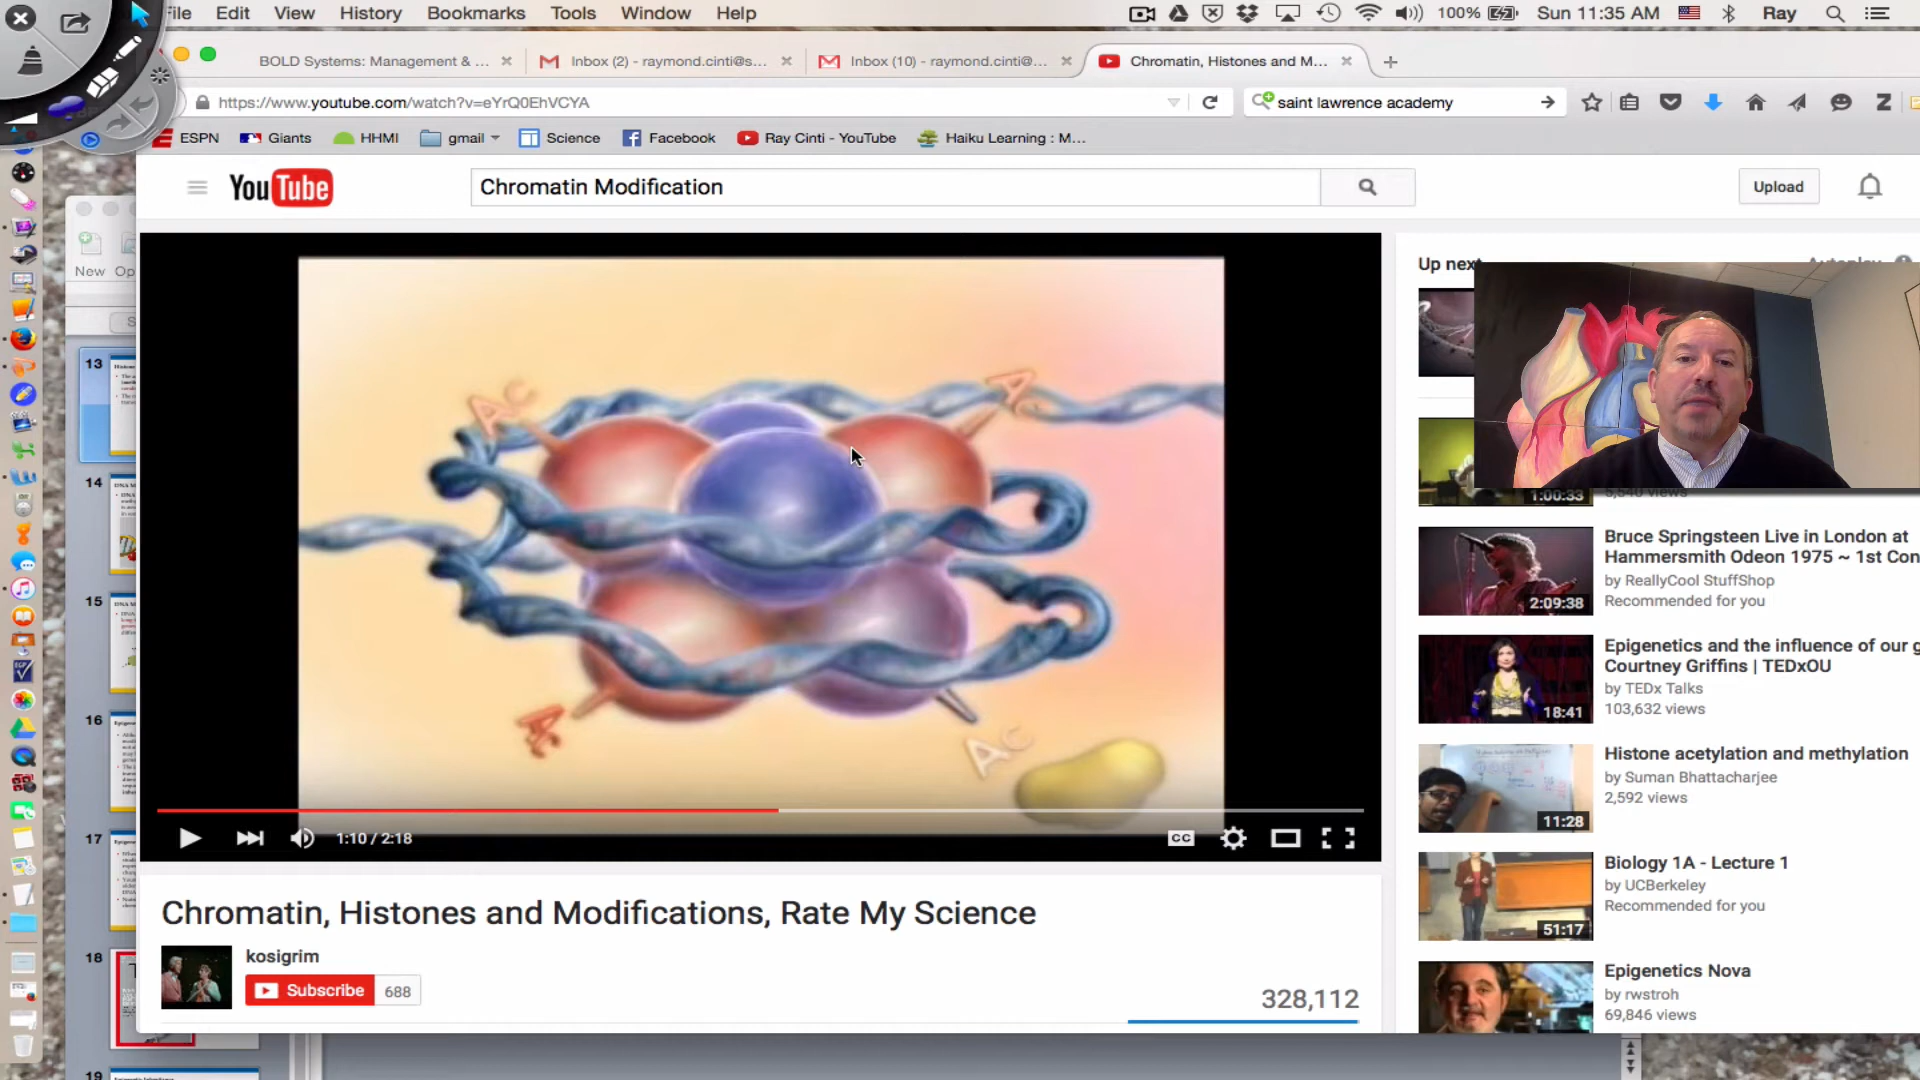 File Edit View History Bookmarks Tools Window Help
100% Sun 11:35 AM Ray
BOLD Systems: Management & ...
Inbox (2) - raymond.cinti@s...
Inbox (10) - raymond.cinti@...
Chromatin, Histones and M...
https://www.youtube.com/watch?v=eYrQ0EhVCYA
saint lawrence academy
ESPN Giants HHMI gmail Science Facebook Ray Cinti - YouTube Haiku Learning : M...
YouTube
Chromatin Modification
Upload
New Op
13
14
15
16
17
18
19
Ac
A
Ac
1:10 / 2:18
CC
Chromatin, Histones and Modifications, Rate My Science
kosigrim
Subscribe 688
328,112
Up next
1:00:33
Bruce Springsteen Live in London at
Hammersmith Odeon 1975 ~ 1st Con
by ReallyCool StuffShop
Recommended for you
2:09:38
Epigenetics and the influence of our g
Courtney Griffins | TEDxOU
by TEDx Talks
103,632 views
18:41
Histone acetylation and methylation
by Suman Bhattacharjee
2,592 views
11:28
Biology 1A - Lecture 1
by UCBerkeley
Recommended for you
51:17
Epigenetics Nova
by rwstroh
69,846 views